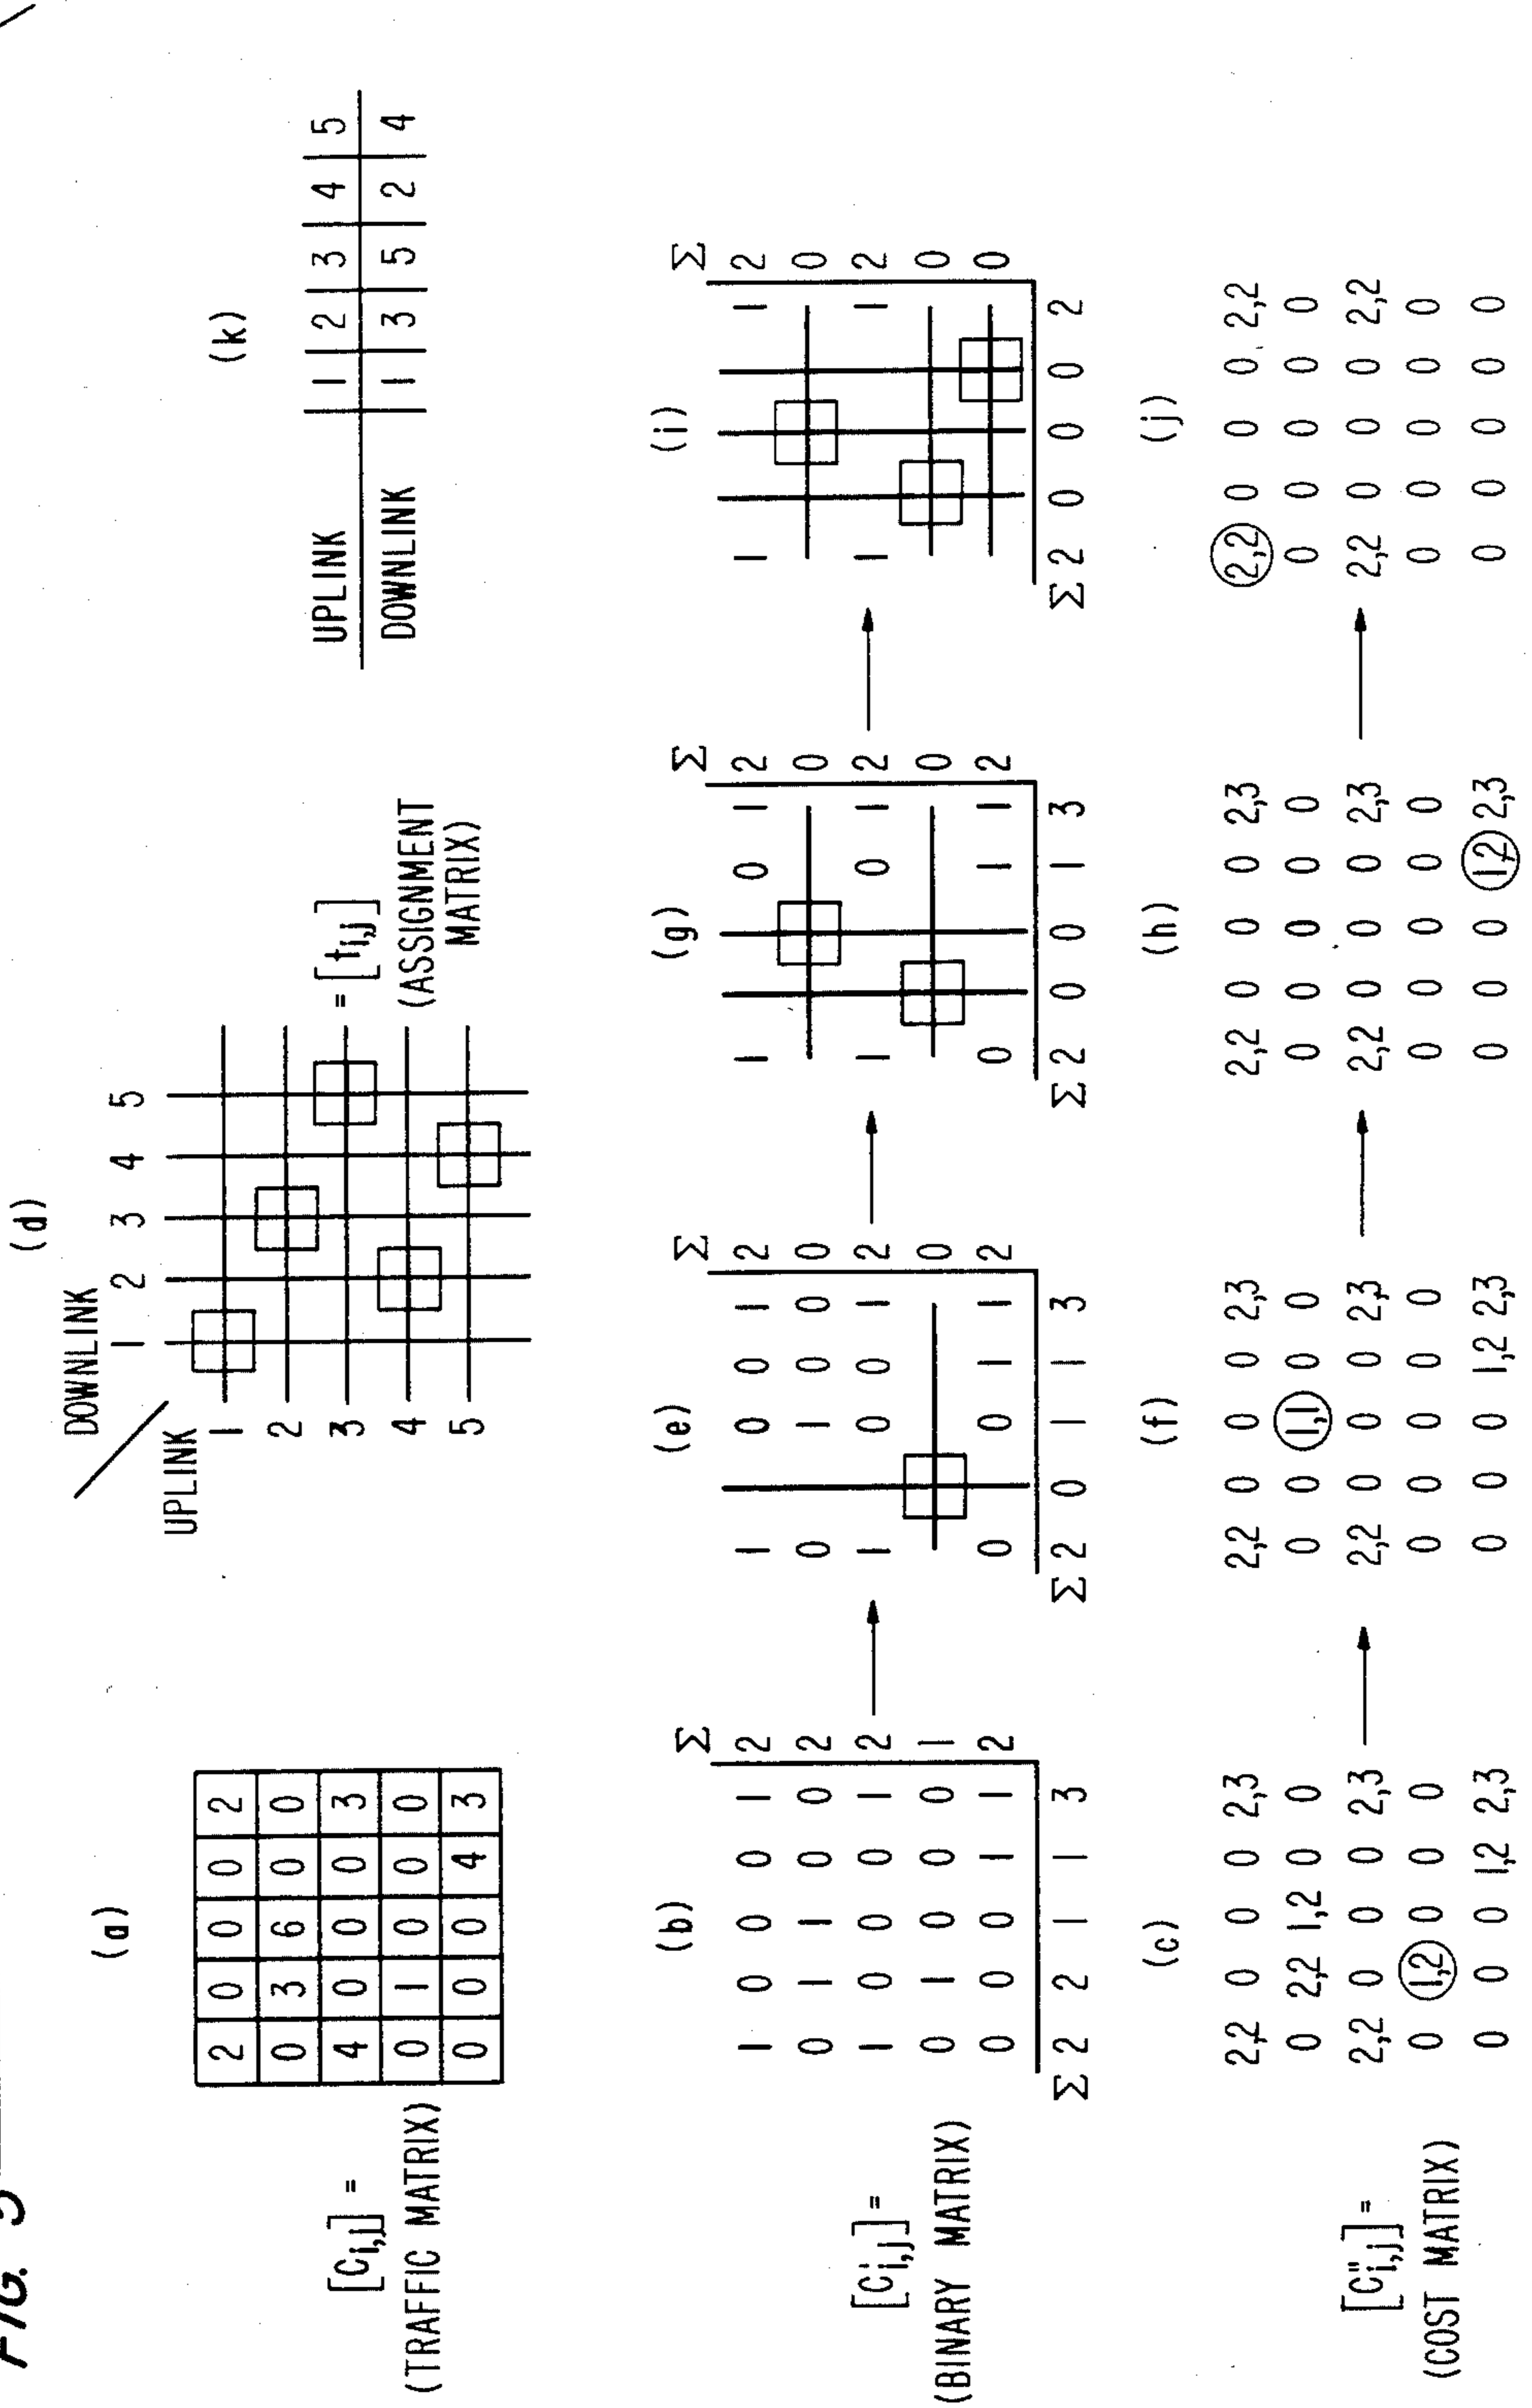 FIG. 5
(a)
[C i,j] =
(TRAFFIC MATRIX)
2 0 0 0 2
0 3 6 0 0
4 0 0 0 3
0 1 0 0 0
0 0 0 4 3
(d)
DOWNLINK
UPLINK
1 2 3 4 5
1
2
3
4
5
= [t i,j]
(ASSIGNMENT
MATRIX)
(k)
UPLINK 1 2 3 4 5
DOWNLINK 1 3 5 2 4
[C' i,j] =
(BINARY MATRIX)
(b)
Σ
1 0 0 0 1 2
0 1 1 0 0 2
1 0 0 0 1 2
0 1 0 0 0 1
0 0 0 1 1 2
Σ 2 2 1 1 3
(e)
Σ
1 0 0 1 2
0 1 0 0 0
1 0 0 1 2
0
0 0 1 1 2
Σ 2 0 1 1 3
(g)
Σ
1 0 1 2
0
1 0 1 2
0
0 1 1 2
Σ 2 0 0 1 3
(i)
Σ
1 1 2
0
1 1 2
0
0
Σ 2 0 0 0 2
[C" i,j] =
(COST MATRIX)
(c)
2,2 0 0 0 2,3
0 2,2 1,2 0 0
2,2 0 0 0 2,3
0 1,2 0 0 0
0 0 0 1,2 2,3
(f)
2,2 0 0 0 2,3
0 0 1,1 0 0
2,2 0 0 0 2,3
0 0 0 0 0
0 0 0 1,2 2,3
(h)
2,2 0 0 0 2,3
0 0 0 0 0
2,2 0 0 0 2,3
0 0 0 0 0
0 0 0 1,2 2,3
(j)
2,2 0 0 0 2,2
0 0 0 0 0
2,2 0 0 0 2,2
0 0 0 0 0
0 0 0 0 0